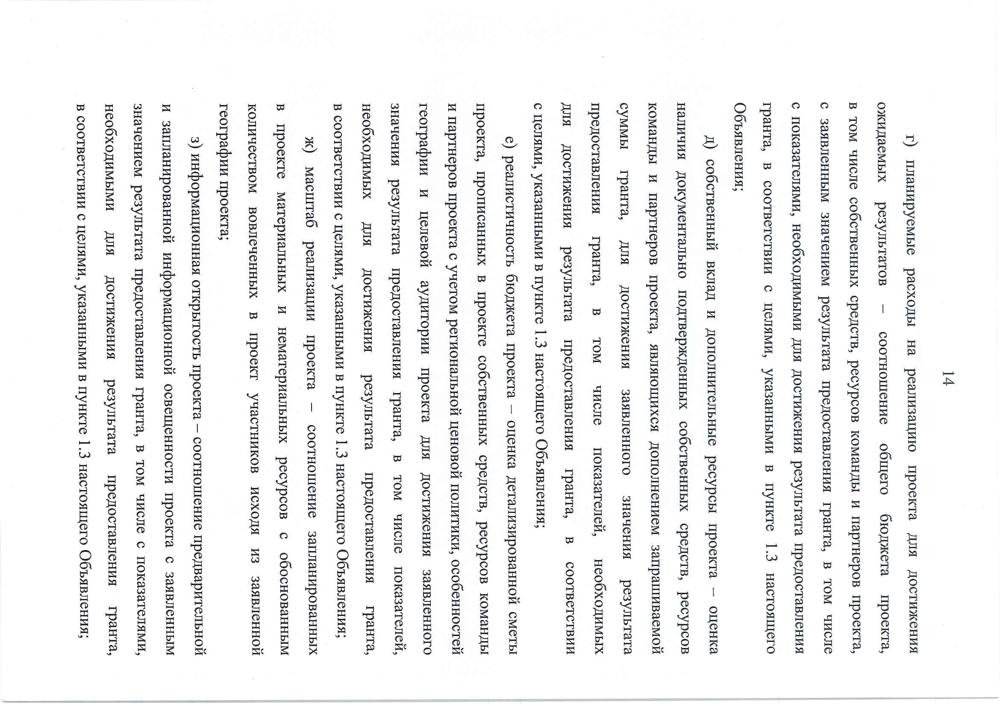 14
г) планируемые расходы на реализацию проекта для достижения
ожидаемых результатов – соотношение общего бюджета проекта,
в том числе собственных средств, ресурсов команды и партнеров проекта,
с заявленным значением результата предоставления гранта, в том числе
с показателями, необходимыми для достижения результата предоставления
гранта, в соответствии с целями, указанными в пункте 1.3 настоящего
Объявления;
д) собственный вклад и дополнительные ресурсы проекта – оценка
наличия документально подтвержденных собственных средств, ресурсов
команды и партнеров проекта, являющихся дополнением запрашиваемой
суммы гранта, для достижения заявленного значения результата
предоставления гранта, в том числе показателей, необходимых
для достижения результата предоставления гранта, в соответствии
с целями, указанными в пункте 1.3 настоящего Объявления;
е) реалистичность бюджета проекта – оценка детализированной сметы
проекта, прописанных в проекте собственных средств, ресурсов команды
и партнеров проекта с учетом региональной ценовой политики, особенностей
географии и целевой аудитории проекта для достижения заявленного
значения результата предоставления гранта, в том числе показателей,
необходимых для достижения результата предоставления гранта,
в соответствии с целями, указанными в пункте 1.3 настоящего Объявления;
ж) масштаб реализации проекта – соотношение запланированных
в проекте материальных и нематериальных ресурсов с обоснованным
количеством вовлеченных в проект участников исходя из заявленной
географии проекта;
з) информационная открытость проекта – соотношение предварительной
и запланированной информационной освещенности проекта с заявленным
значением результата предоставления гранта, в том числе с показателями,
необходимыми для достижения результата предоставления гранта,
в соответствии с целями, указанными в пункте 1.3 настоящего Объявления;